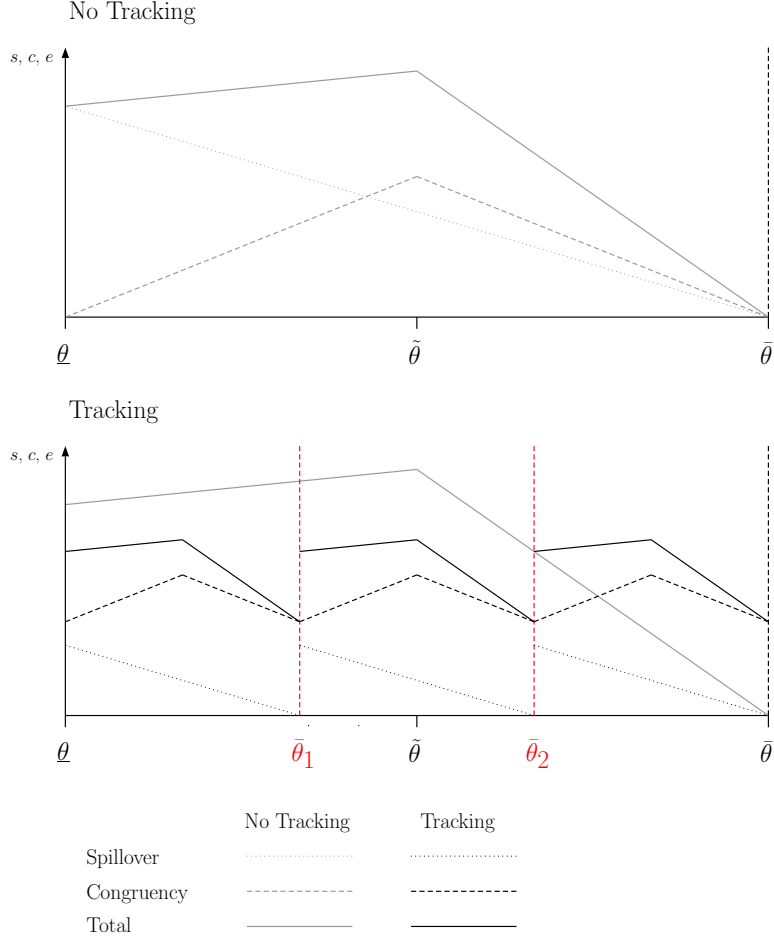 No Tracking
s, c, e
θ̲ θ̃ θ̄
Tracking
s, c, e
θ̲ θ̄₁ θ̃ θ̄₂ θ̄
No Tracking Tracking
Spillover
Congruency
Total